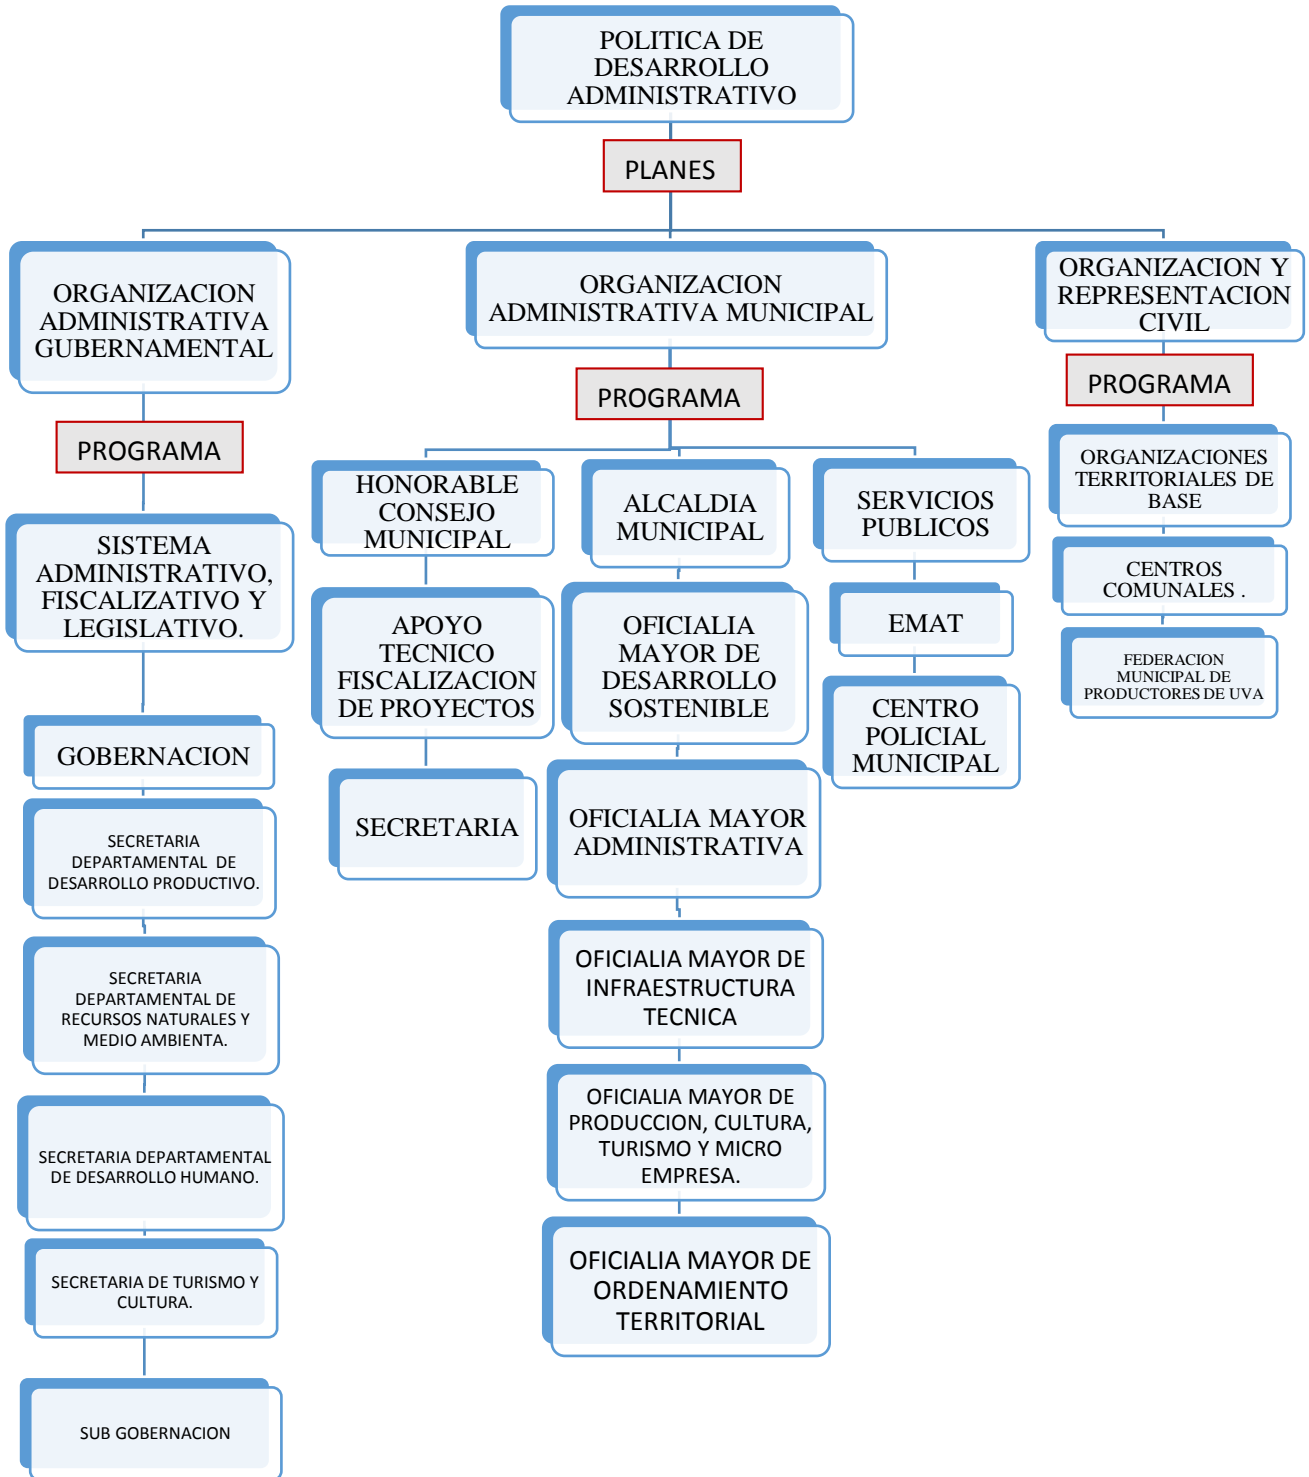 POLITICA DE
DESARROLLO
ADMINISTRATIVO
PLANES
ORGANIZACION
ADMINISTRATIVA
GUBERNAMENTAL
PROGRAMA
SISTEMA
ADMINISTRATIVO,
FISCALIZATIVO Y
LEGISLATIVO.
GOBERNACION
SECRETARIA
DEPARTAMENTAL DE
DESARROLLO PRODUCTIVO.
SECRETARIA
DEPARTAMENTAL DE
RECURSOS NATURALES Y
MEDIO AMBIENTA.
SECRETARIA DEPARTAMENTAL
DE DESARROLLO HUMANO.
SECRETARIA DE TURISMO Y
CULTURA.
SUB GOBERNACION
ORGANIZACION
ADMINISTRATIVA MUNICIPAL
PROGRAMA
HONORABLE
CONSEJO
MUNICIPAL
APOYO
TECNICO
FISCALIZACION
DE PROYECTOS
SECRETARIA
ALCALDIA
MUNICIPAL
OFICIALIA
MAYOR DE
DESARROLLO
SOSTENIBLE
OFICIALIA MAYOR
ADMINISTRATIVA
OFICIALIA MAYOR DE
INFRAESTRUCTURA
TECNICA
OFICIALIA MAYOR DE
PRODUCCION, CULTURA,
TURISMO Y MICRO
EMPRESA.
OFICIALIA MAYOR DE
ORDENAMIENTO
TERRITORIAL
SERVICIOS
PUBLICOS
EMAT
CENTRO
POLICIAL
MUNICIPAL
ORGANIZACION Y
REPRESENTACION
CIVIL
PROGRAMA
ORGANIZACIONES
TERRITORIALES DE
BASE
CENTROS
COMUNALES .
FEDERACION
MUNICIPAL DE
PRODUCTORES DE UVA